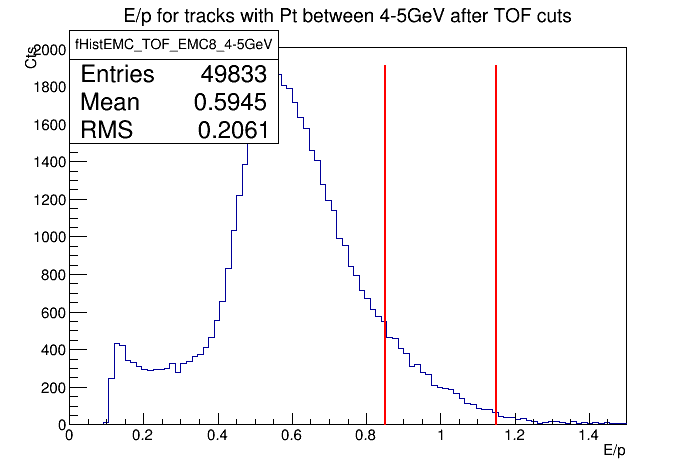 E/p for tracks with Pt between 4-5GeV after TOF cuts
Cts
fHistEMC_TOF_EMC8_4-5GeV
Entries 49833
Mean 0.5945
RMS 0.2061
2000
1800
1600
1400
1200
1000
800
600
400
200
0
0 0.2 0.4 0.6 0.8 1 1.2 1.4
E/p